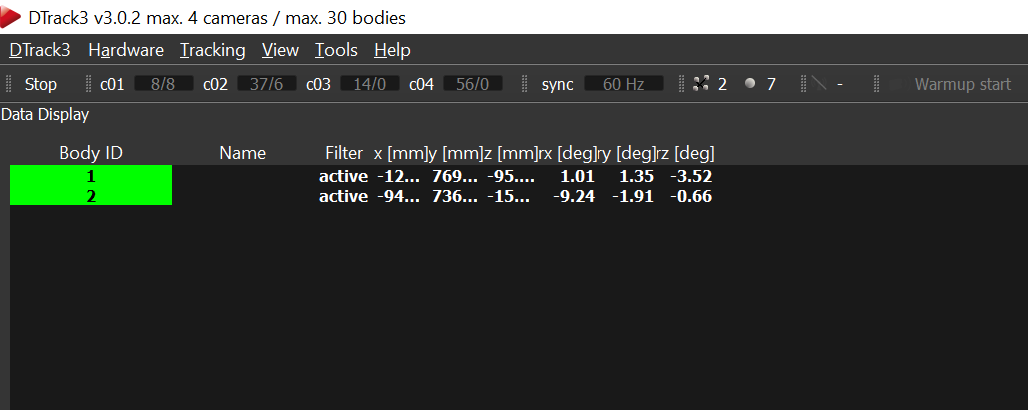 DTrack3 v3.0.2 max. 4 cameras / max. 30 bodies
DTrack3 Hardware Tracking View Tools Help
Stop c01 8/8 c02 37/6 c03 14/0 c04 56/0 sync 60 Hz 2 7 - Warmup start
Data Display
Body ID Name Filter x [mm] y [mm] z [mm] rx [deg] ry [deg] rz [deg]
1 active -12... 769... -95.... 1.01 1.35 -3.52
2 active -94... 736... -15... -9.24 -1.91 -0.66